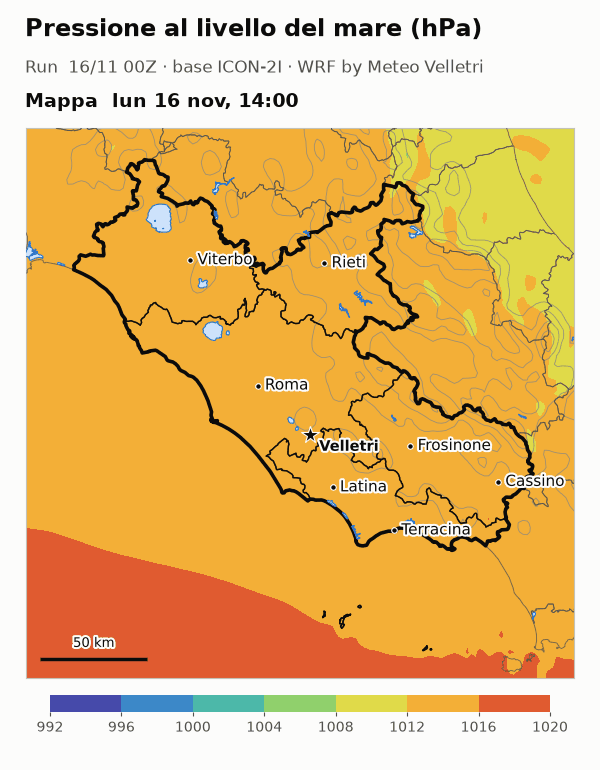 Pressione al livello del mare (hPa)
Run  16/11 00Z · base ICON-2I · WRF by Meteo Velletri
Mappa  lun 16 nov, 14:00
Viterbo
Rieti
Roma
Velletri
Frosinone
Latina
Cassino
Terracina
50 km
992 996 1000 1004 1008 1012 1016 1020